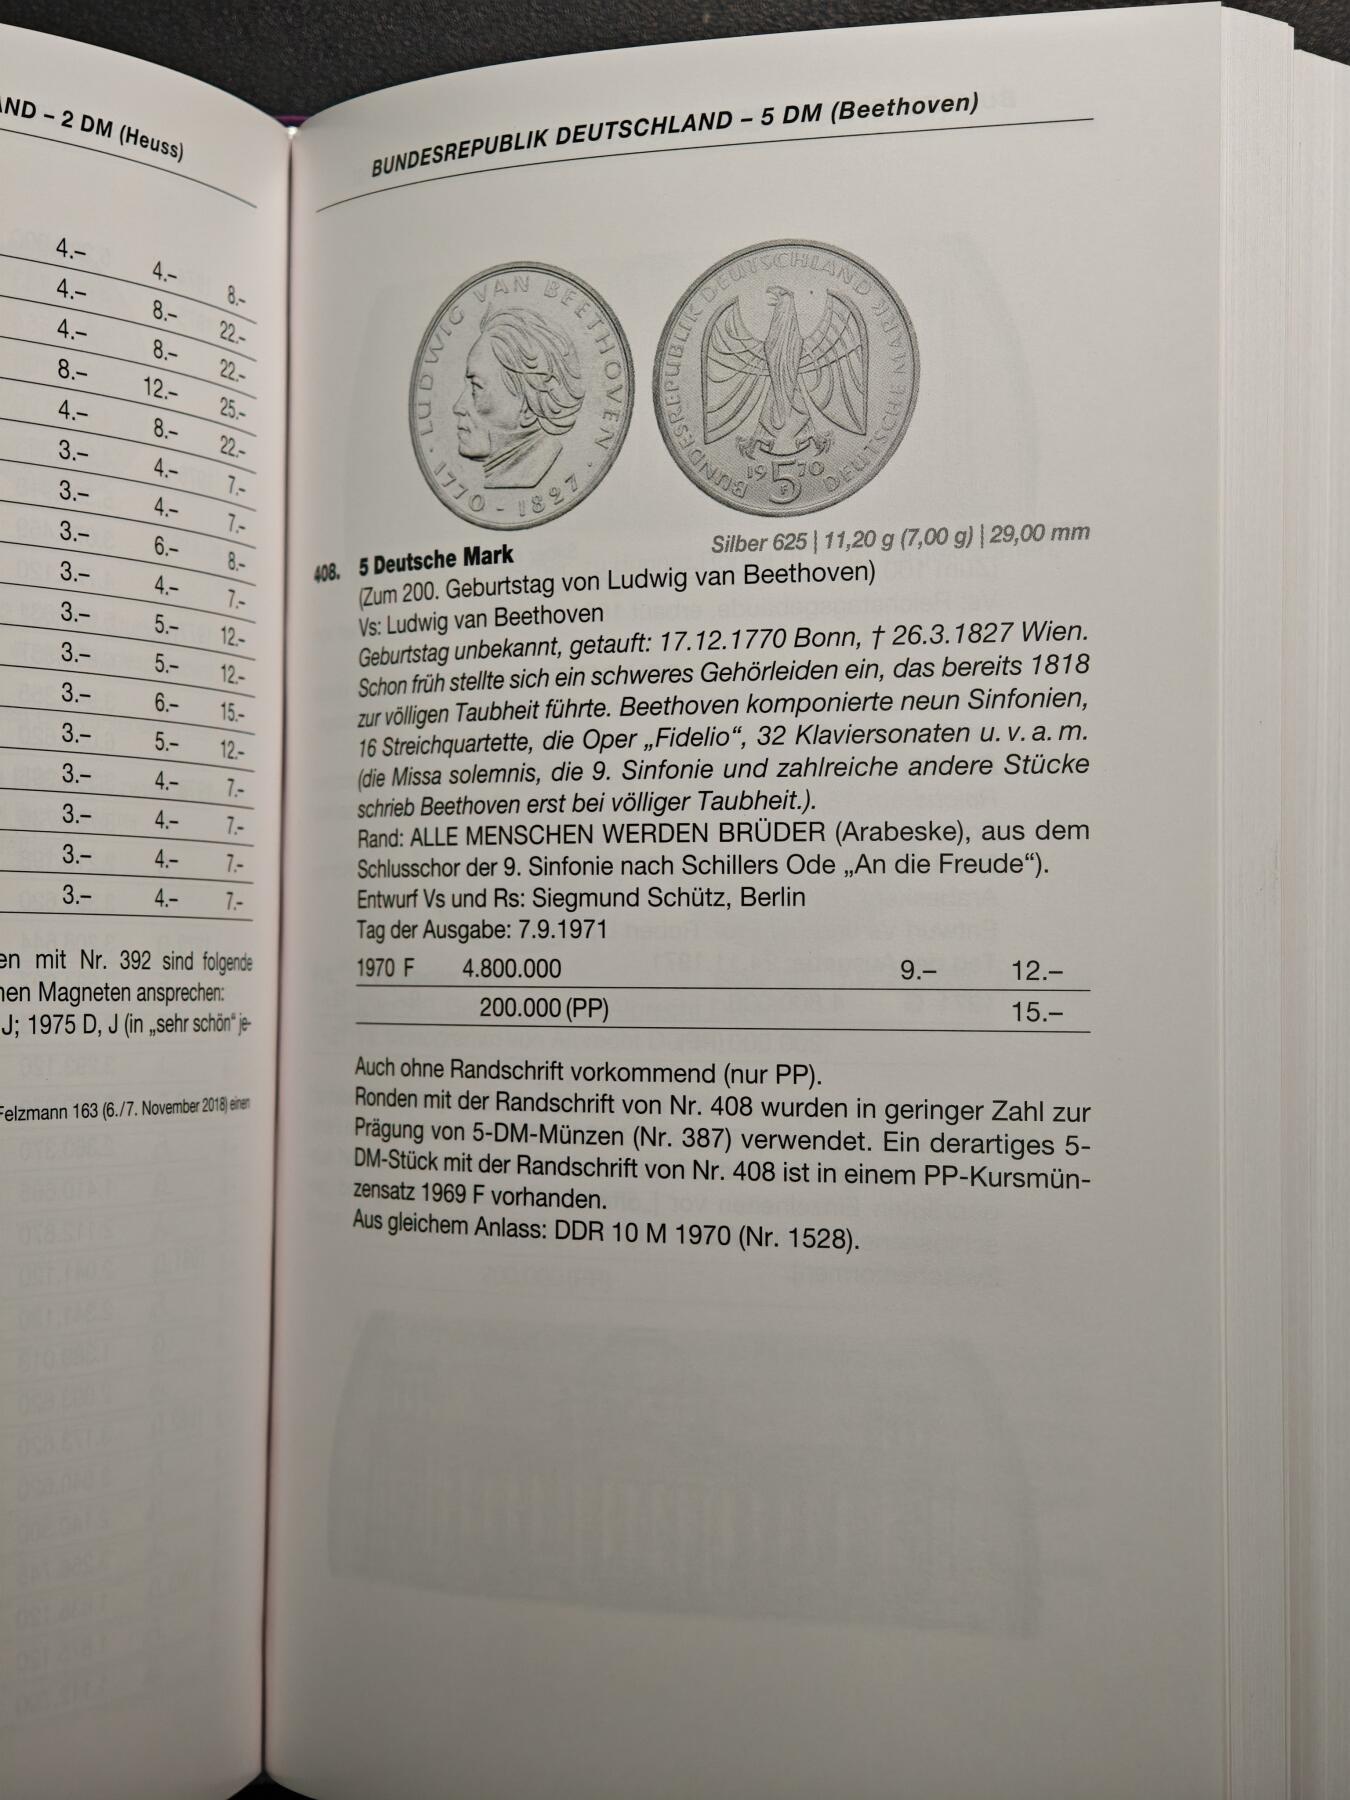 AND – 2 DM (Heuss)
4.– 4.– 8.–
4.– 8.– 22.–
4.– 8.– 22.–
8.– 12.– 25.–
4.– 8.– 22.–
3.– 4.– 7.–
3.– 4.– 7.–
3.– 6.– 8.–
3.– 4.– 7.–
3.– 5.– 12.–
3.– 5.– 12.–
3.– 6.– 15.–
3.– 5.– 12.–
3.– 4.– 7.–
3.– 4.– 7.–
3.– 4.– 7.–
3.– 4.– 7.–
en mit Nr. 392 sind folgende
hen Magneten ansprechen:
J; 1975 D, J (in „sehr schön“ je-
Felzmann 163 (6./7. November 2018) einen
BUNDESREPUBLIK DEUTSCHLAND – 5 DM (Beethoven)
LUDWIG VAN BEETHOVEN · 1770 - 1827 ·
BUNDESREPUBLIK DEUTSCHLAND
5 DEUTSCHE MARK
19 70
F
Silber 625 | 11,20 g (7,00 g) | 29,00 mm
408. 5 Deutsche Mark
(Zum 200. Geburtstag von Ludwig van Beethoven)
Vs: Ludwig van Beethoven
Geburtstag unbekannt, getauft: 17.12.1770 Bonn, † 26.3.1827 Wien.
Schon früh stellte sich ein schweres Gehörleiden ein, das bereits 1818
zur völligen Taubheit führte. Beethoven komponierte neun Sinfonien,
16 Streichquartette, die Oper „Fidelio“, 32 Klaviersonaten u. v. a. m.
(die Missa solemnis, die 9. Sinfonie und zahlreiche andere Stücke
schrieb Beethoven erst bei völliger Taubheit.).
Rand: ALLE MENSCHEN WERDEN BRÜDER (Arabeske), aus dem
Schlusschor der 9. Sinfonie nach Schillers Ode „An die Freude“).
Entwurf Vs und Rs: Siegmund Schütz, Berlin
Tag der Ausgabe: 7.9.1971
1970 F 4.800.000 9.– 12.–
200.000 (PP) 15.–
Auch ohne Randschrift vorkommend (nur PP).
Ronden mit der Randschrift von Nr. 408 wurden in geringer Zahl zur
Prägung von 5-DM-Münzen (Nr. 387) verwendet. Ein derartiges 5-
DM-Stück mit der Randschrift von Nr. 408 ist in einem PP-Kursmün-
zensatz 1969 F vorhanden.
Aus gleichem Anlass: DDR 10 M 1970 (Nr. 1528).